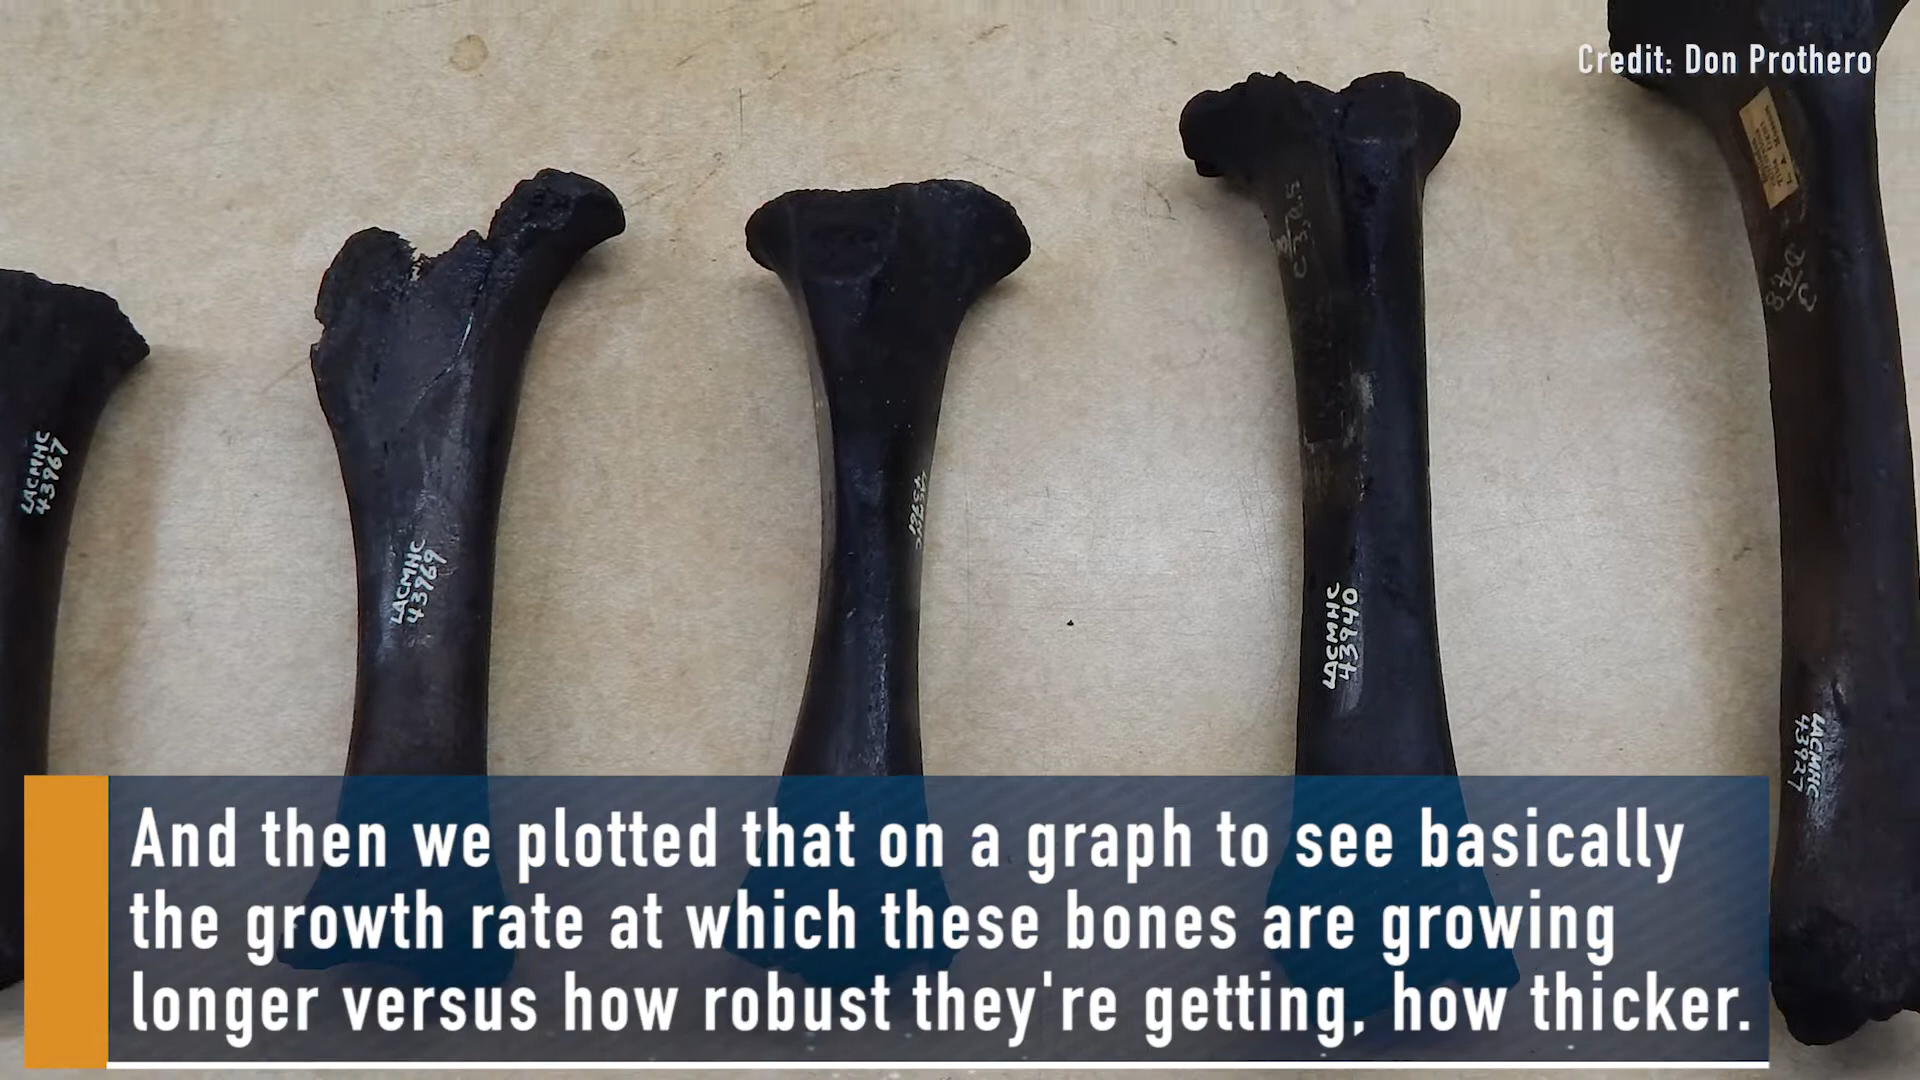 Credit: Don Prothero
LACMHC
43967
LACMHC
43969
LACMHC
43940
LACMHC
43927
And then we plotted that on a graph to see basically
the growth rate at which these bones are growing
longer versus how robust they're getting, how thicker.